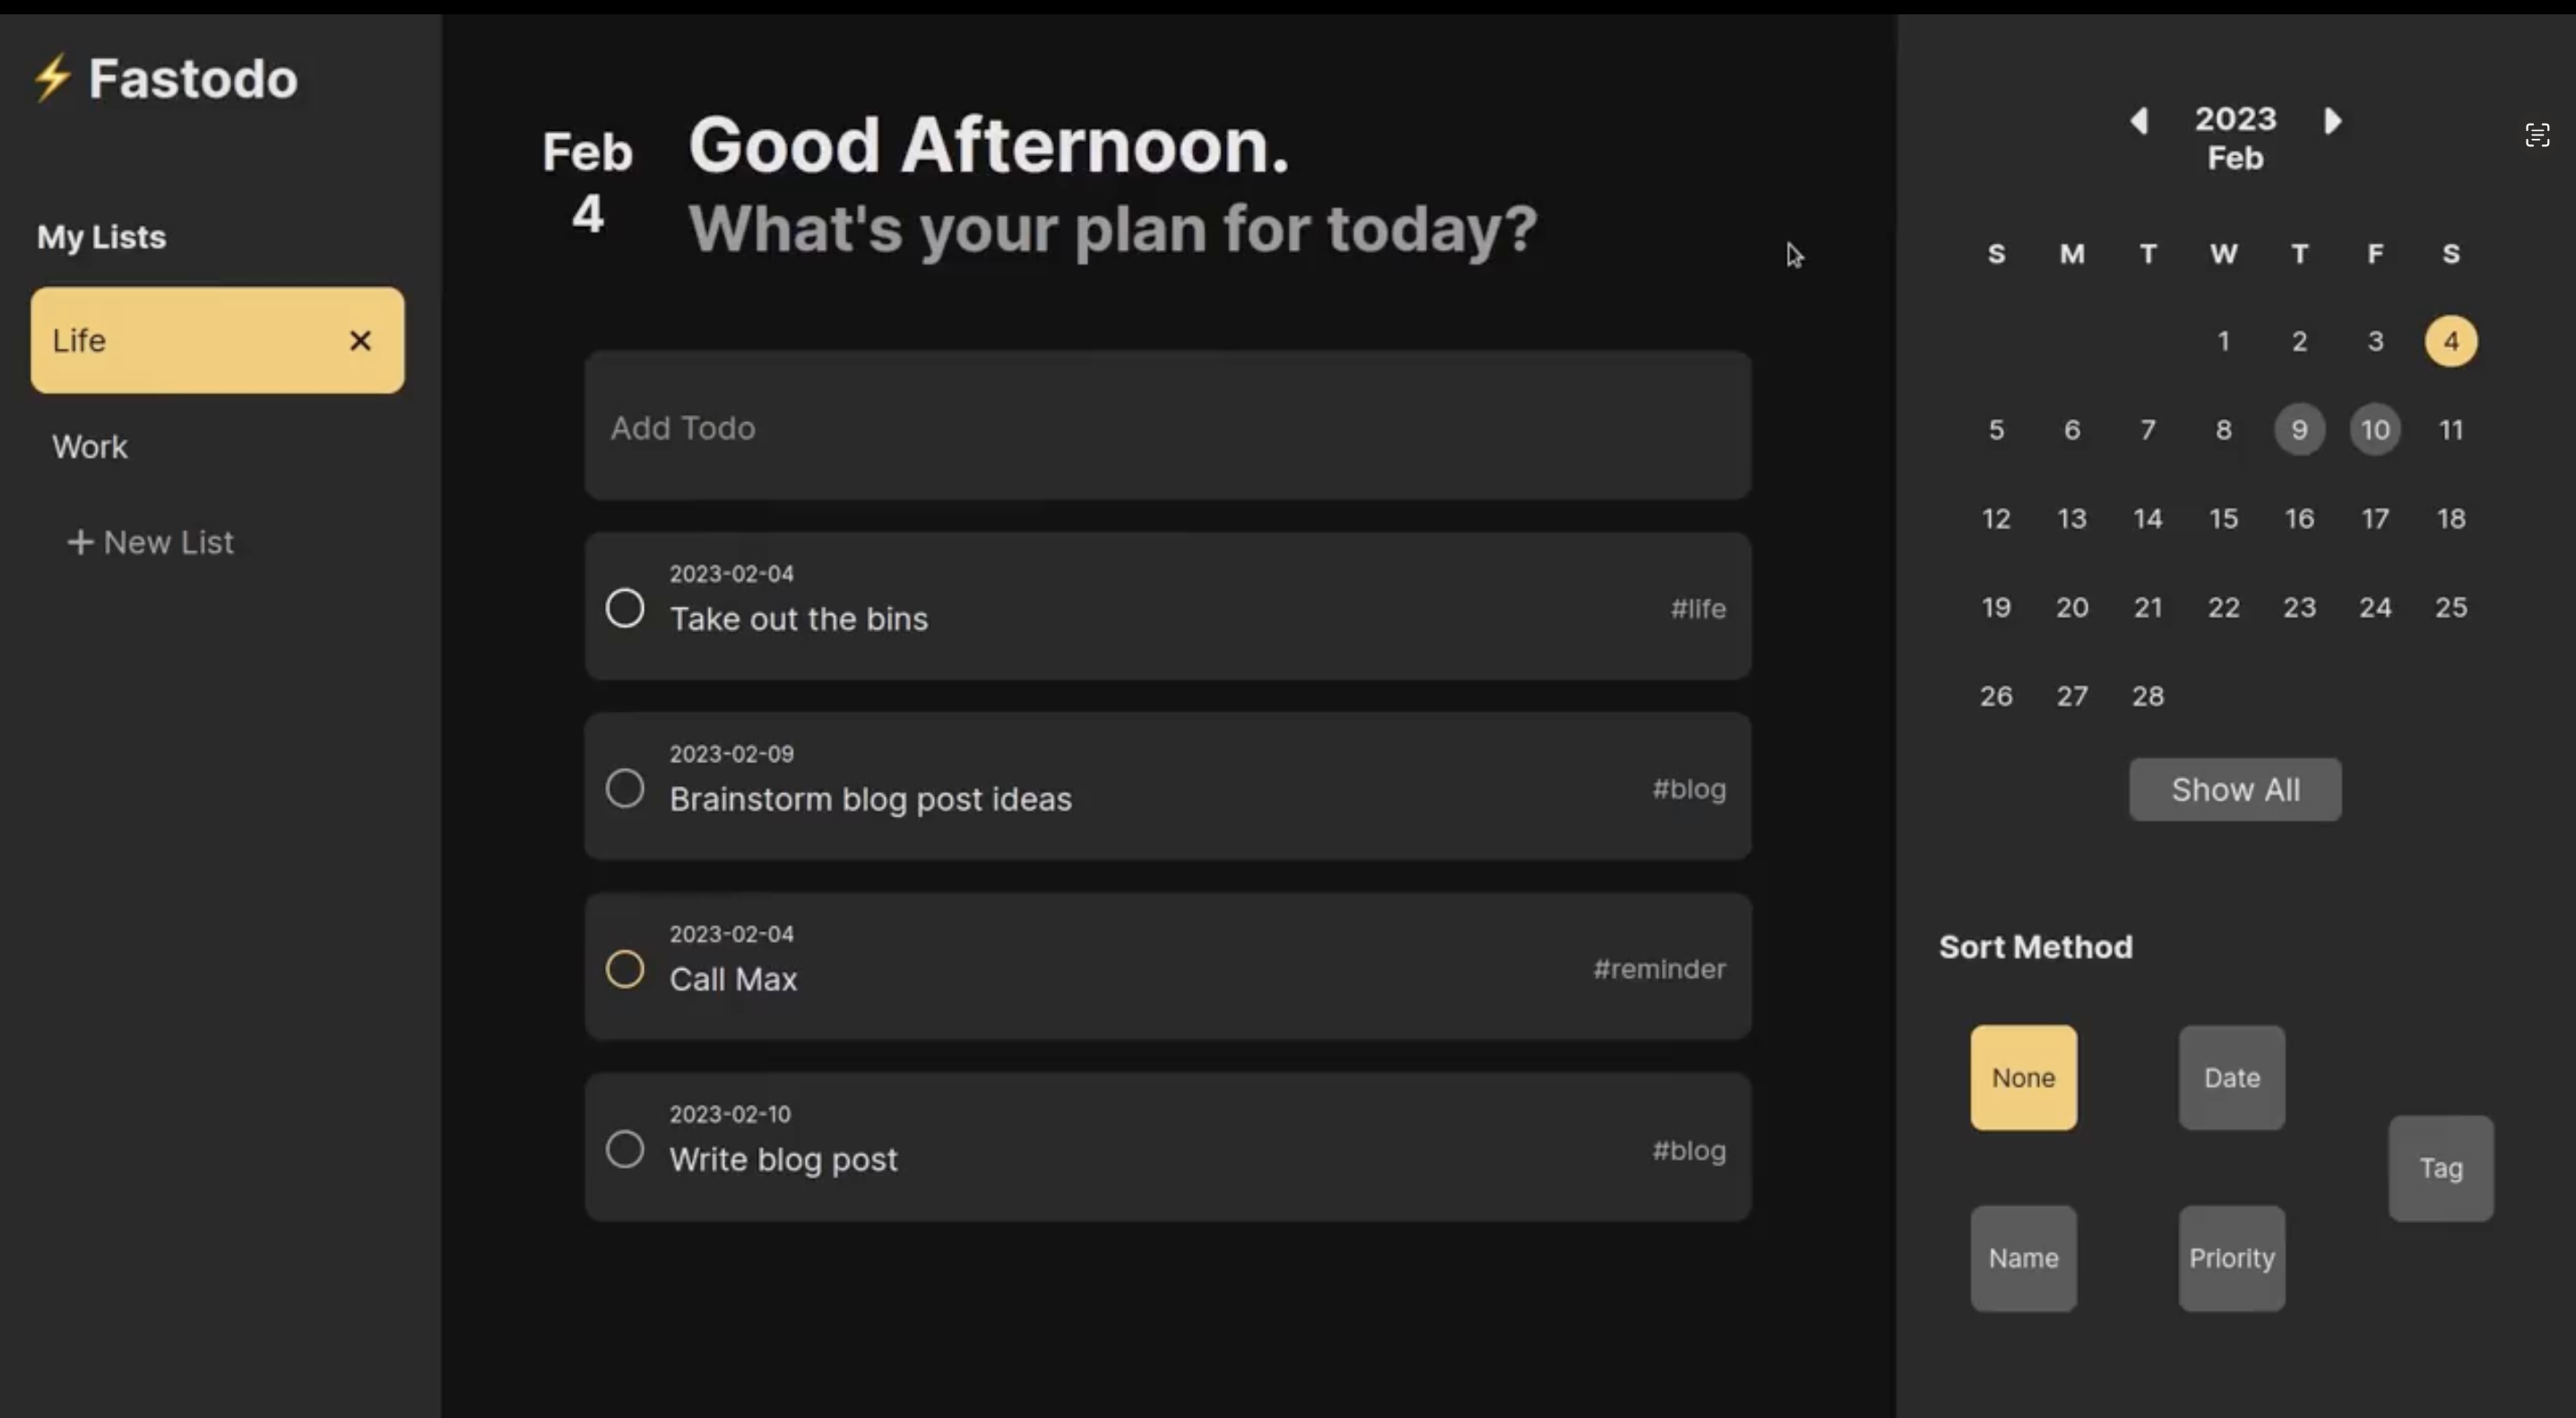 ⚡ Fastodo
My Lists
Life ✕
Work
+ New List
Feb
4
Good Afternoon.
What's your plan for today?
Add Todo
2023-02-04
Take out the bins
#life
2023-02-09
Brainstorm blog post ideas
#blog
2023-02-04
Call Max
#reminder
2023-02-10
Write blog post
#blog
2023
Feb
S M T W T F S
1 2 3 4
5 6 7 8 9 10 11
12 13 14 15 16 17 18
19 20 21 22 23 24 25
26 27 28
Show All
Sort Method
None Date
Tag
Name Priority